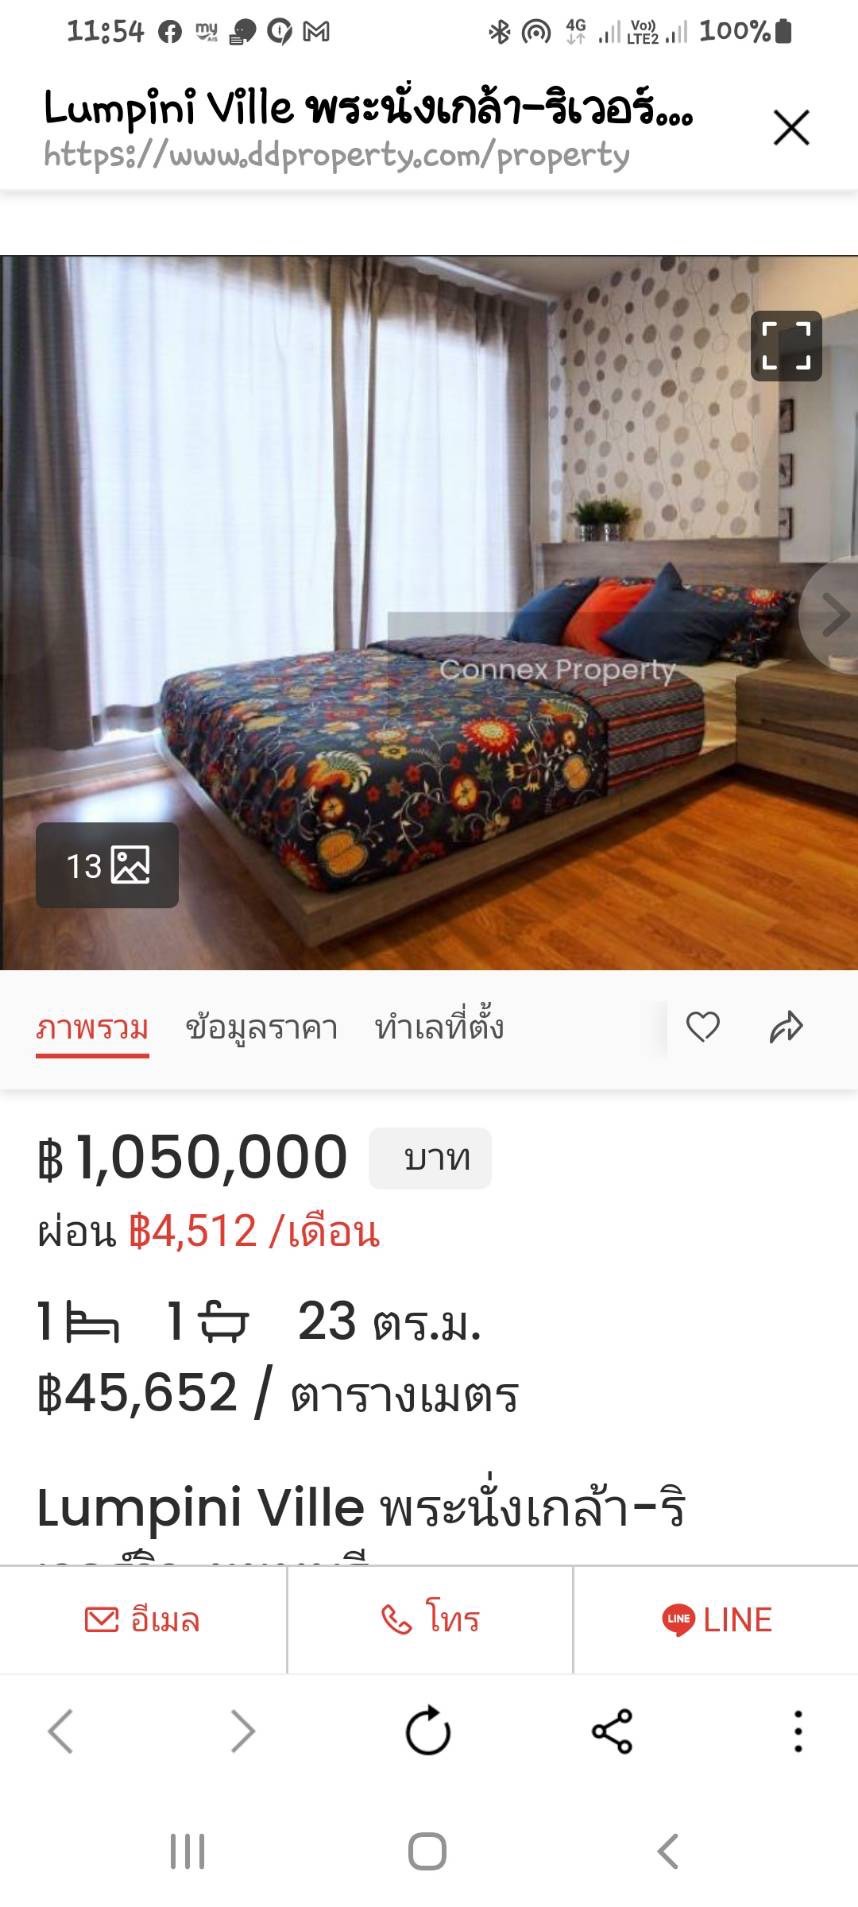 11:54
4G Vo)) LTE2 100%
Lumpini Ville พระนั่งเกล้า-ริเวอร์...
https://www.ddproperty.com/property
Connex Property
13
ภาพรวม ข้อมูลราคา ทำเลที่ตั้ง
฿ 1,050,000 บาท
ผ่อน ฿4,512 /เดือน
1 1 23 ตร.ม.
฿45,652 / ตารางเมตร
Lumpini Ville พระนั่งเกล้า-ริ
อีเมล โทร LINE LINE